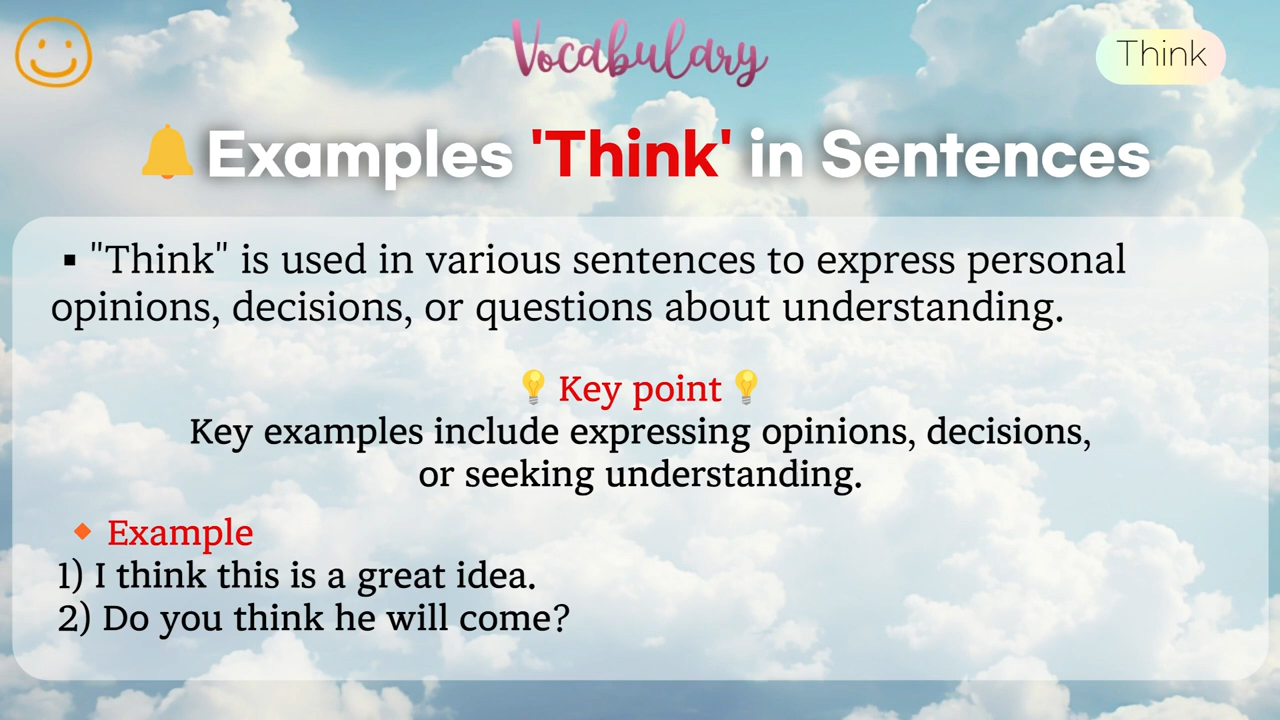 Vocabulary
Think
Examples 'Think' in Sentences
▪ "Think" is used in various sentences to express personal
opinions, decisions, or questions about understanding.
Key point
Key examples include expressing opinions, decisions,
or seeking understanding.
Example
1) I think this is a great idea.
2) Do you think he will come?